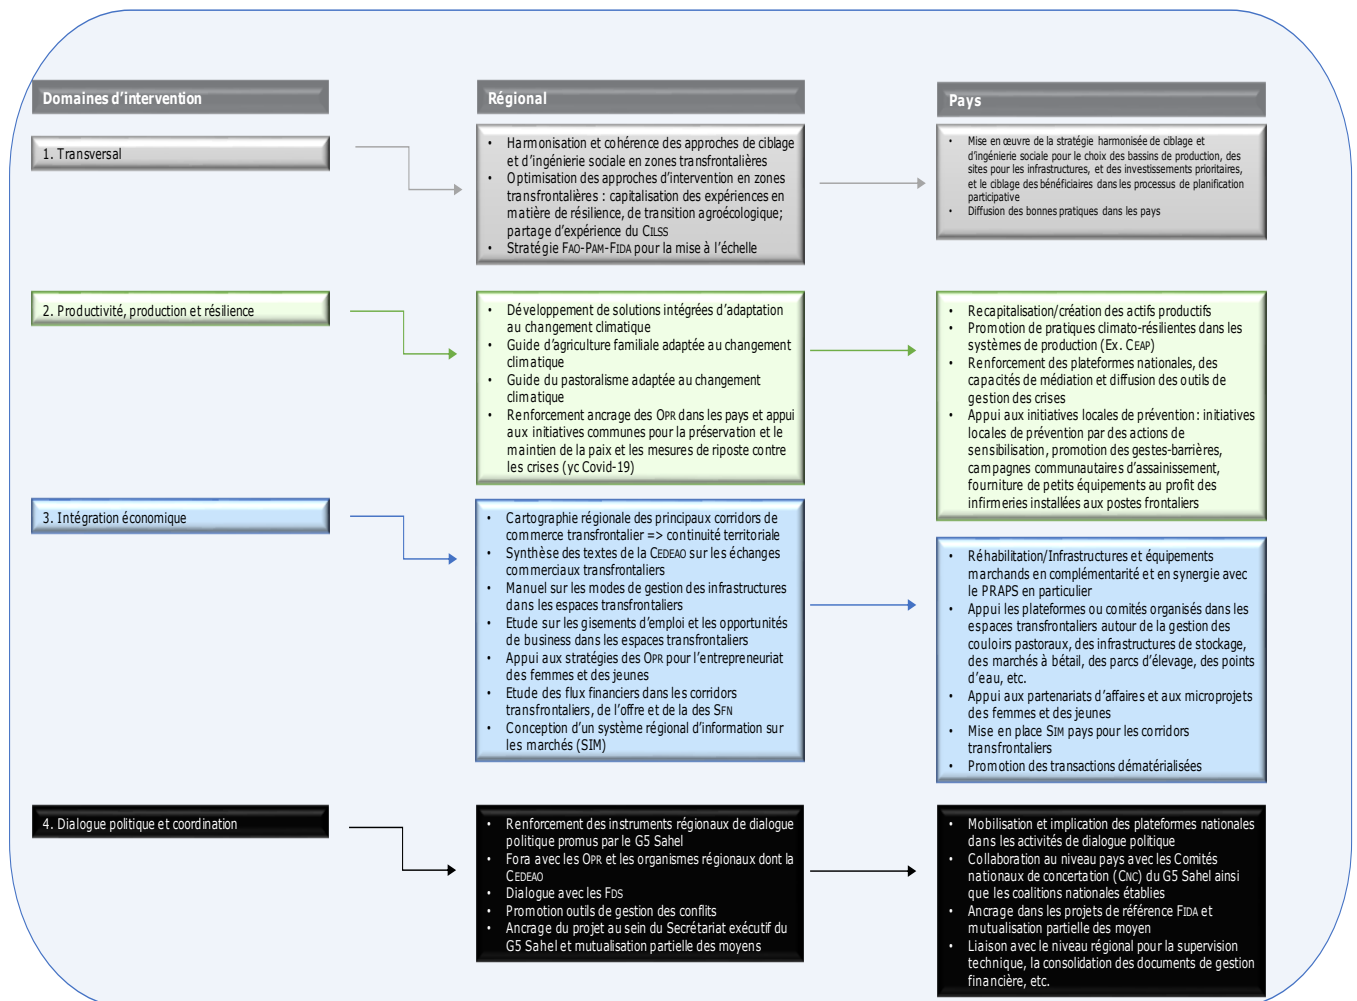 Domaines d'intervention
Régional
Pays
1. Transversal
• Harmonisation et cohérence des approches de ciblage
et d'ingénierie sociale en zones transfrontalières
• Optimisation des approches d'intervention en zones
transfrontalières : capitalisation des expériences en
matière de résilience, de transition agroécologique;
partage d'expérience du CILSS
• Stratégie FAO-PAM-FIDA pour la mise à l'échelle
• Mise en œuvre de la stratégie harmonisée de ciblage et
d'ingénierie sociale pour le choix des bassins de production, des
sites pour les infrastructures, et des investissements prioritaires,
et le ciblage des bénéficiaires dans les processus de planification
participative
• Diffusion des bonnes pratiques dans les pays
2. Productivité, production et résilience
• Développement de solutions intégrées d'adaptation
au changement climatique
• Guide d'agriculture familiale adaptée au changement
climatique
• Guide du pastoralisme adaptée au changement
climatique
• Renforcement ancrage des OPR dans les pays et appui
aux initiatives communes pour la préservation et le
maintien de la paix et les mesures de riposte contre
les crises (yc Covid-19)
• Recapitalisation/création des actifs productifs
• Promotion de pratiques climato-résilientes dans les
systèmes de production (Ex. CEAP)
• Renforcement des plateformes nationales, des
capacités de médiation et diffusion des outils de
gestion des crises
• Appui aux initiatives locales de prévention : initiatives
locales de prévention par des actions de
sensibilisation, promotion des gestes-barrières,
campagnes communautaires d'assainissement,
fourniture de petits équipements au profit des
infirmeries installées aux postes frontaliers
3. Intégration économique
• Cartographie régionale des principaux corridors de
commerce transfrontalier => continuité territoriale
• Synthèse des textes de la CEDEAO sur les échanges
commerciaux transfrontaliers
• Manuel sur les modes de gestion des infrastructures
dans les espaces transfrontaliers
• Etude sur les gisements d'emploi et les opportunités
de business dans les espaces transfrontaliers
• Appui aux stratégies des OPR pour l'entrepreneuriat
des femmes et des jeunes
• Etude des flux financiers dans les corridors
transfrontaliers, de l'offre et de la des SFN
• Conception d'un système régional d'information sur
les marchés (SIM)
• Réhabilitation/Infrastructures et équipements
marchands en complémentarité et en synergie avec
le PRAPS en particulier
• Appui les plateformes ou comités organisés dans les
espaces transfrontaliers autour de la gestion des
couloirs pastoraux, des infrastructures de stockage,
des marchés à bétail, des parcs d'élevage, des points
d'eau, etc.
• Appui aux partenariats d'affaires et aux microprojets
des femmes et des jeunes
• Mise en place SIM pays pour les corridors
transfrontaliers
• Promotion des transactions dématérialisées
4. Dialogue politique et coordination
• Renforcement des instruments régionaux de dialogue
politique promus par le G5 Sahel
• Fora avec les OPR et les organismes régionaux dont la
CEDEAO
• Dialogue avec les FDS
• Promotion outils de gestion des conflits
• Ancrage du projet au sein du Secrétariat exécutif du
G5 Sahel et mutualisation partielle des moyens
• Mobilisation et implication des plateformes nationales
dans les activités de dialogue politique
• Collaboration au niveau pays avec les Comités
nationaux de concertation (CNC) du G5 Sahel ainsi
que les coalitions nationales établies
• Ancrage dans les projets de référence FIDA et
mutualisation partielle des moyen
• Liaison avec le niveau régional pour la supervision
technique, la consolidation des documents de gestion
financière, etc.